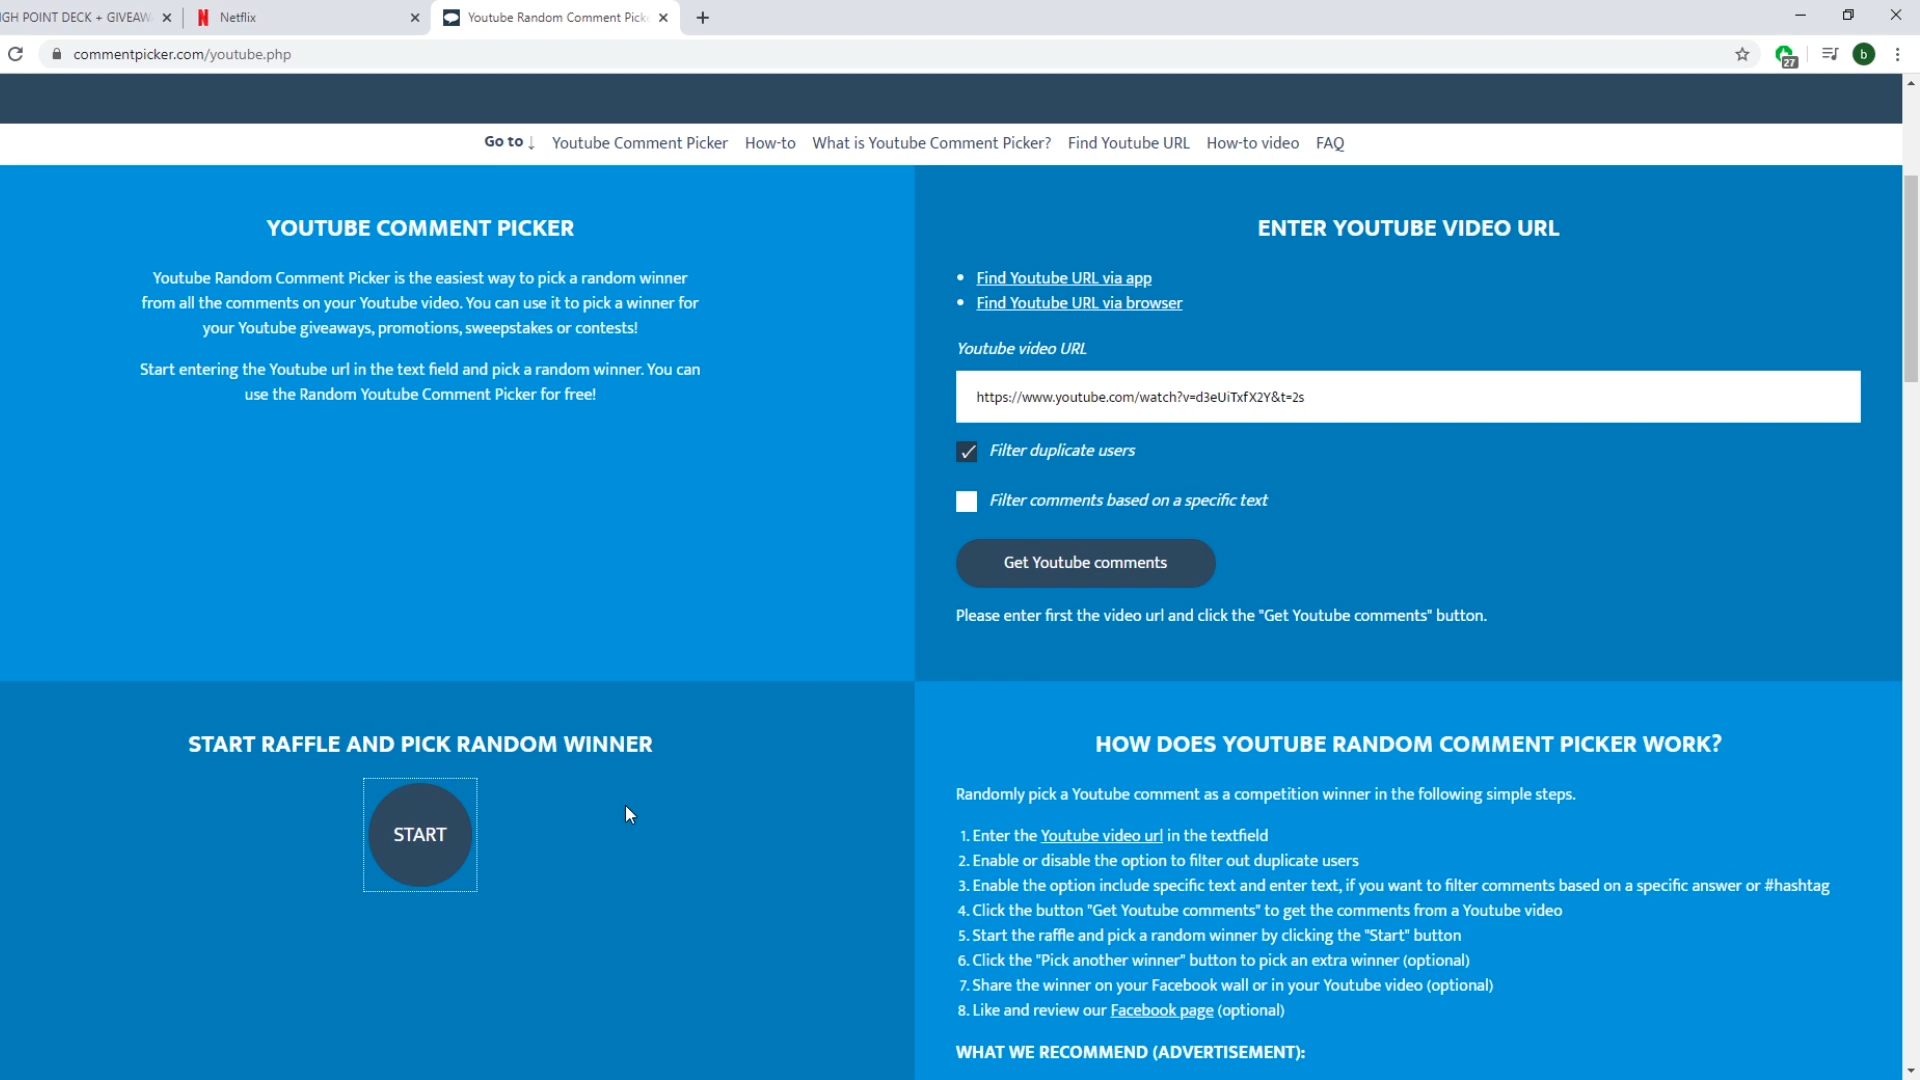 IGH POINT DECK + GIVEAW
Netflix
Youtube Random Comment Pick
commentpicker.com/youtube.php
27
b
Go to ↓ Youtube Comment Picker How-to What is Youtube Comment Picker? Find Youtube URL How-to video FAQ
YOUTUBE COMMENT PICKER
Youtube Random Comment Picker is the easiest way to pick a random winner
from all the comments on your Youtube video. You can use it to pick a winner for
your Youtube giveaways, promotions, sweepstakes or contests!
Start entering the Youtube url in the text field and pick a random winner. You can
use the Random Youtube Comment Picker for free!
ENTER YOUTUBE VIDEO URL
• Find Youtube URL via app
• Find Youtube URL via browser
Youtube video URL
https://www.youtube.com/watch?v=d3eUiTxfX2Y&t=2s
Filter duplicate users
Filter comments based on a specific text
Get Youtube comments
Please enter first the video url and click the "Get Youtube comments" button.
START RAFFLE AND PICK RANDOM WINNER
START
HOW DOES YOUTUBE RANDOM COMMENT PICKER WORK?
Randomly pick a Youtube comment as a competition winner in the following simple steps.
1. Enter the Youtube video url in the textfield
2. Enable or disable the option to filter out duplicate users
3. Enable the option include specific text and enter text, if you want to filter comments based on a specific answer or #hashtag
4. Click the button "Get Youtube comments" to get the comments from a Youtube video
5. Start the raffle and pick a random winner by clicking the "Start" button
6. Click the "Pick another winner" button to pick an extra winner (optional)
7. Share the winner on your Facebook wall or in your Youtube video (optional)
8. Like and review our Facebook page (optional)
WHAT WE RECOMMEND (ADVERTISEMENT):